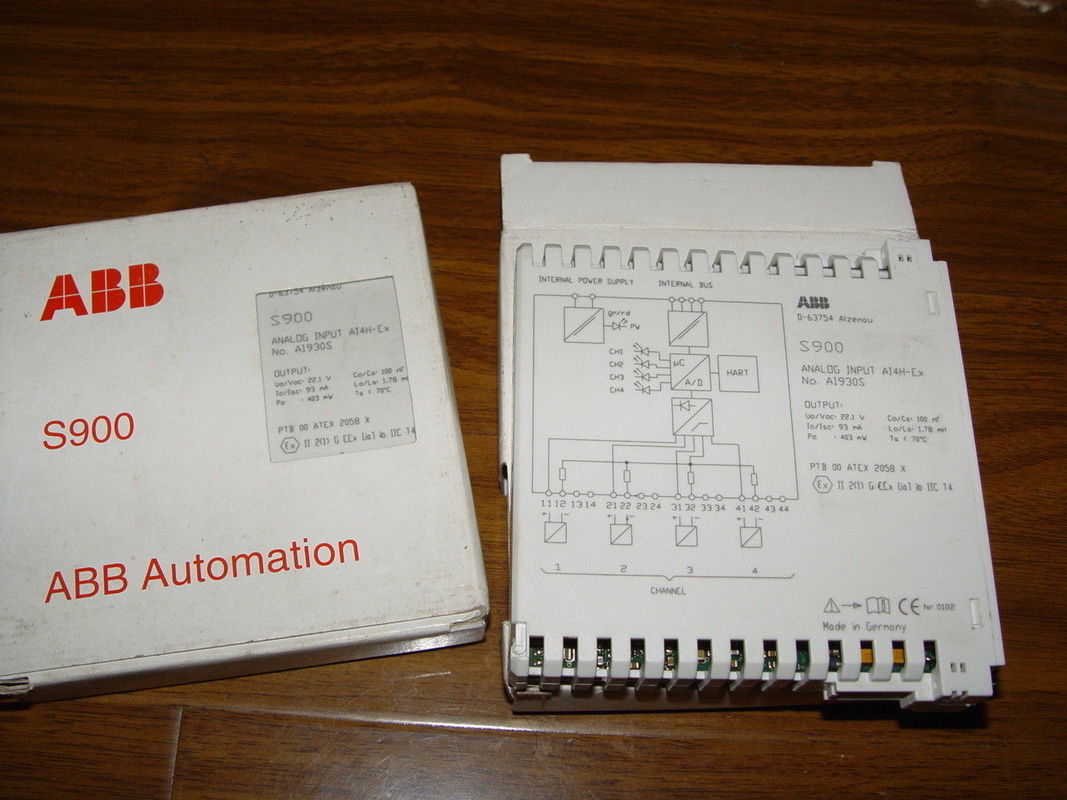 ABB
S900
ABB Automation
D-63754 Alzenau
S900
ANALOG INPUT AI4H-Ex
No. AI930S
OUTPUT:
Uo/Voc: 22.1 V Co/Ca: 100 nF
Io/Isc: 93 mA Lo/La: 1.78 mH
Po : 403 mW Ta < 70°C
PTB 00 ATEX 2058 X
Ex II 2(1) G EEx [ia] ib IIC T4
INTERNAL POWER SUPPLY INTERNAL BUS
gn/rd
PW
CH1
CH2
CH3
CH4
µC
A/D
HART
11 12 13 14 21 22 23 24 31 32 33 34 41 42 43 44
+ - + - + - + -
1 2 3 4
CHANNEL
ABB
D-63754 Alzenau
S900
ANALOG INPUT AI4H-Ex
No. AI930S
OUTPUT:
Uo/Voc: 22.1 V Co/Ca: 100 nF
Io/Isc: 93 mA Lo/La: 1.78 mH
Po : 403 mW Ta < 70°C
PTB 00 ATEX 2058 X
Ex II 2(1) G EEx [ia] ib IIC T4
CE Nr 0102
Made in Germany